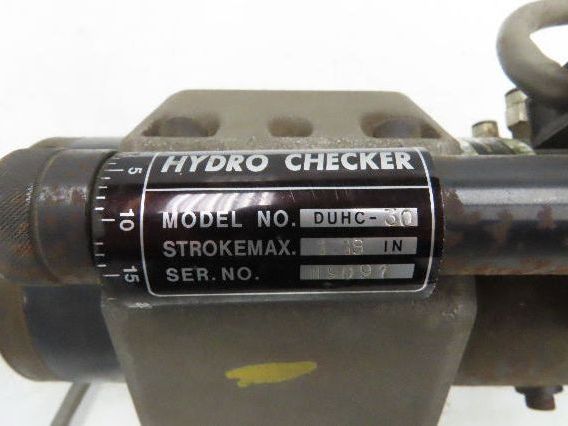 HYDRO CHECKER
MODEL NO. DUHC-30
STROKEMAX. IN
SER.NO.
5
10
15